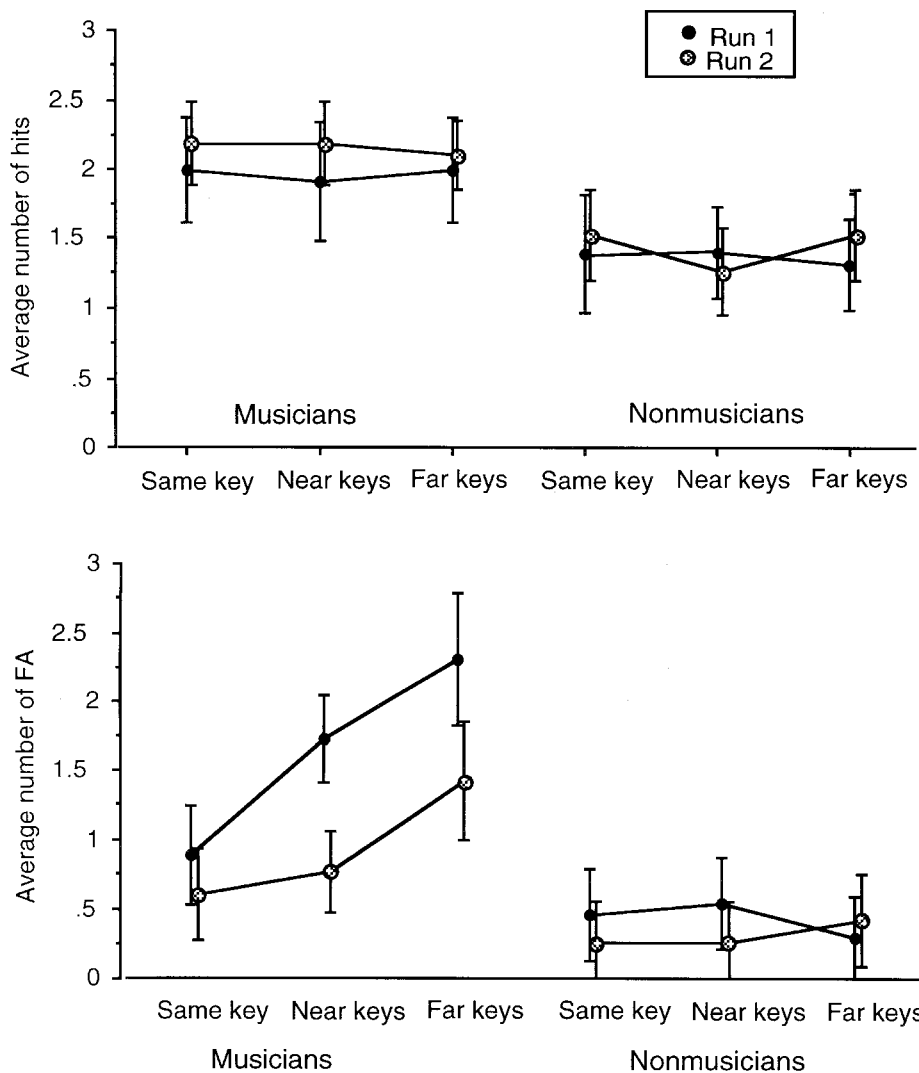 Run 1
Run 2
Average number of hits
3
2.5
2
1.5
1
.5
0
Musicians
Nonmusicians
Same key Near keys Far keys Same key Near keys Far keys
Average number of FA
3
2.5
2
1.5
1
.5
0
Same key Near keys Far keys Same key Near keys Far keys
Musicians
Nonmusicians